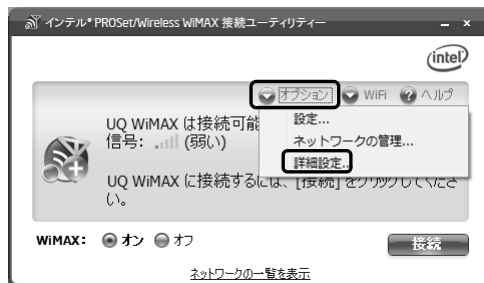 インテル® PROSet/Wireless WiMAX 接続ユーティリティー
intel
オプション WiFi ヘルプ
設定...
ネットワークの管理...
詳細設定...
UQ WiMAX は接続可能
信号: (弱い)
UQ WiMAX に接続するには、[接続] をクリックしてくださ
い。
WiMAX: オン オフ
接続
ネットワークの一覧を表示